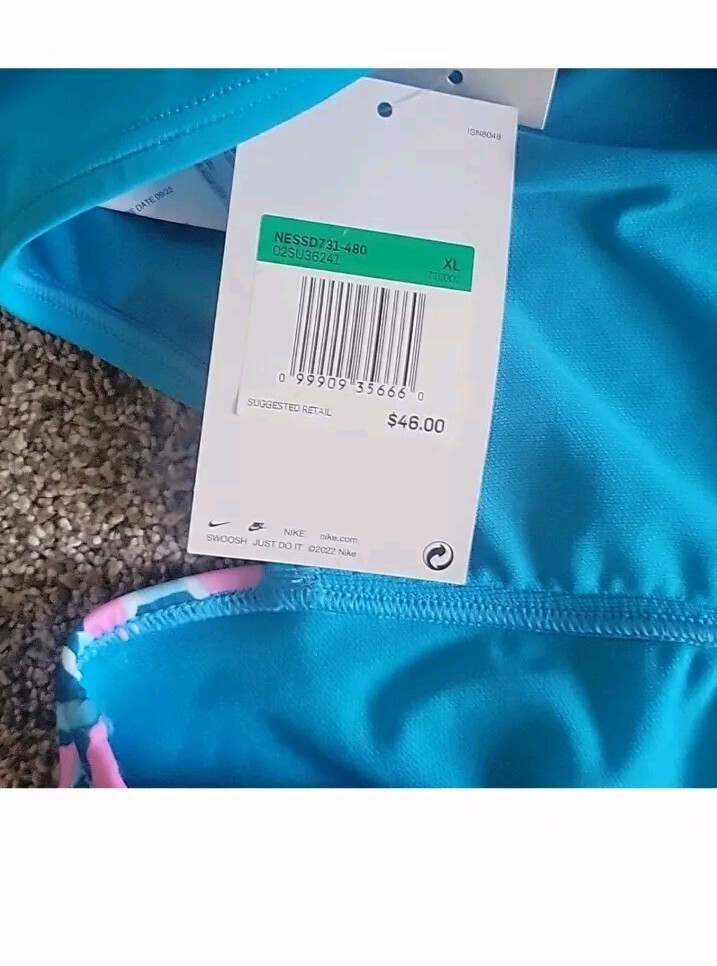 ISN8048
DATE 09/22
NESSD731-480
02SU36241
XL
0 99909 35666 0
SUGGESTED RETAIL
$46.00
NIKE nike.com
SWOOSH JUST DO IT ©2022 Nike